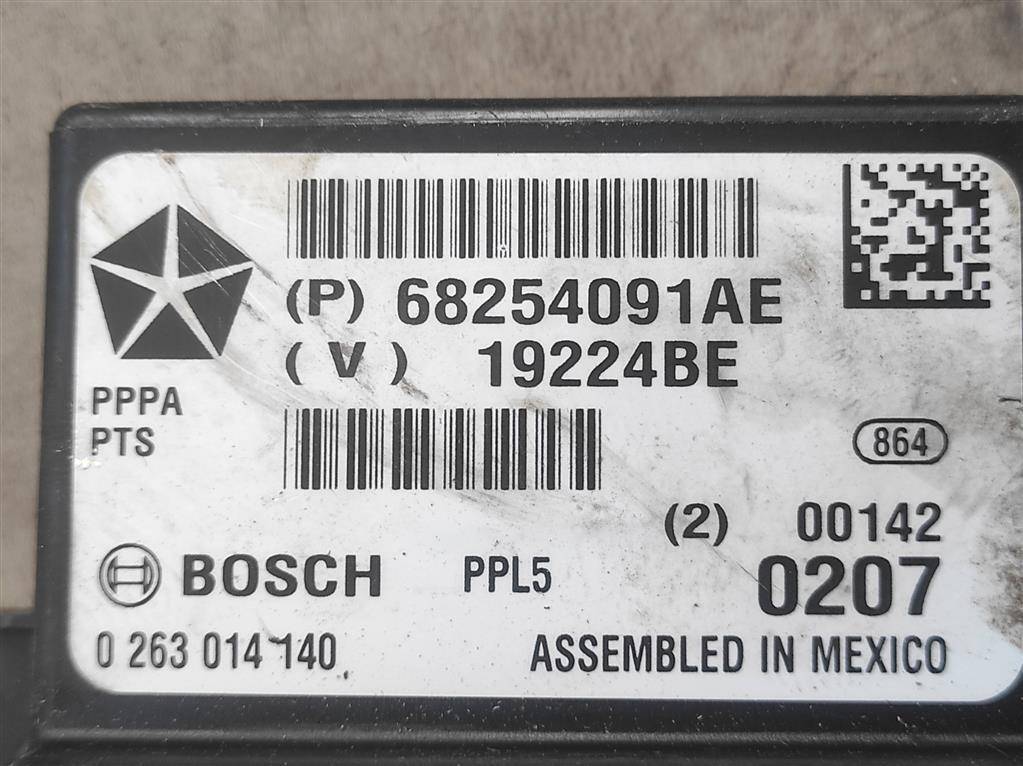 (P) 68254091AE
(V) 19224BE
PPPA
PTS
864
(2) 00142
BOSCH PPL5 0207
0 263 014 140 ASSEMBLED IN MEXICO